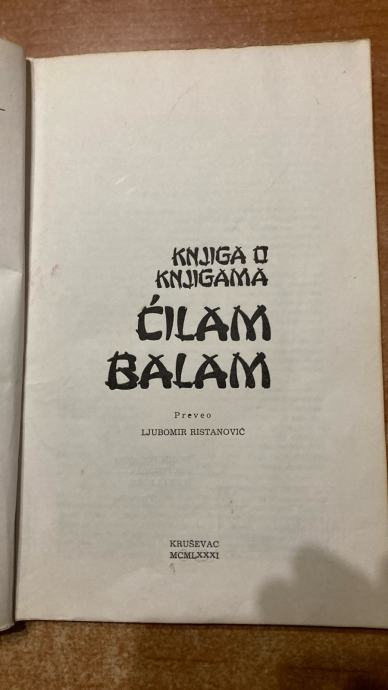 KNJIGA O
KNJIGAMA
ĆILAM
BALAM
Preveo
LJUBOMIR RISTANOVIĆ
KRUŠEVAC
MCMLXXXI